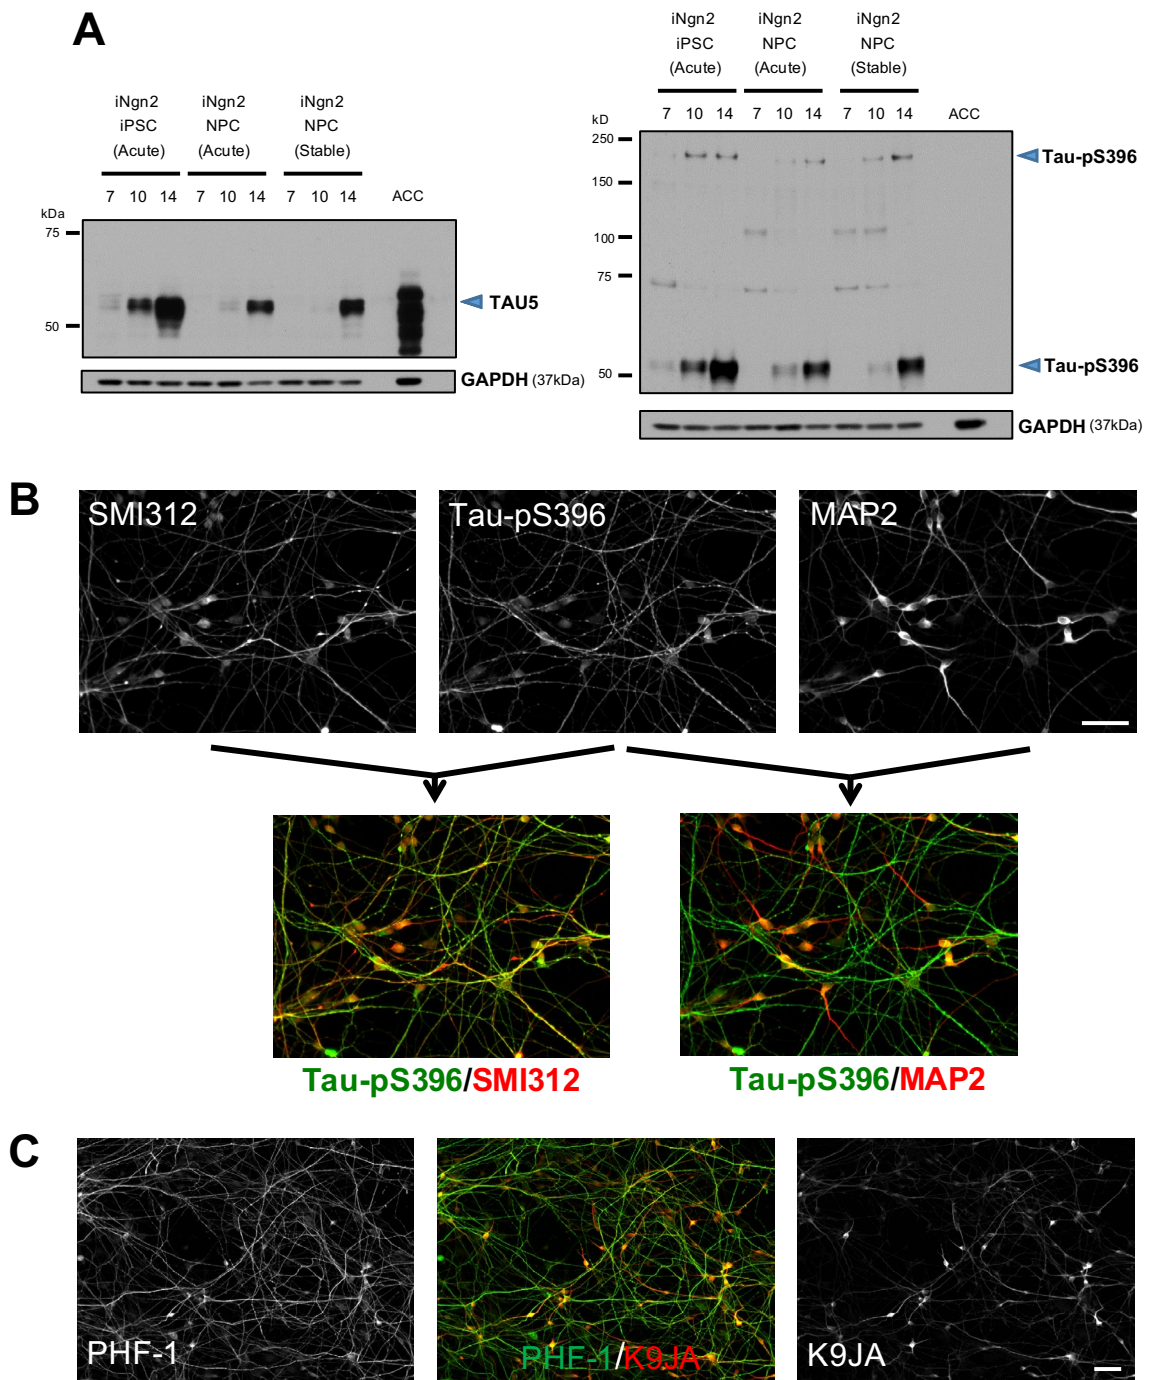 A
iNgn2
iPSC
(Acute)
iNgn2
NPC
(Acute)
iNgn2
NPC
(Stable)
7 10 14 7 10 14 7 10 14 ACC
kDa
75
50
TAU5
GAPDH (37kDa)
iNgn2
iPSC
(Acute)
iNgn2
NPC
(Acute)
iNgn2
NPC
(Stable)
7 10 14 7 10 14 7 10 14 ACC
kD
250
150
100
75
50
Tau-pS396
Tau-pS396
GAPDH (37kDa)
B
SMI312
Tau-pS396
MAP2
Tau-pS396/SMI312
Tau-pS396/MAP2
C
PHF-1
PHF-1/K9JA
K9JA